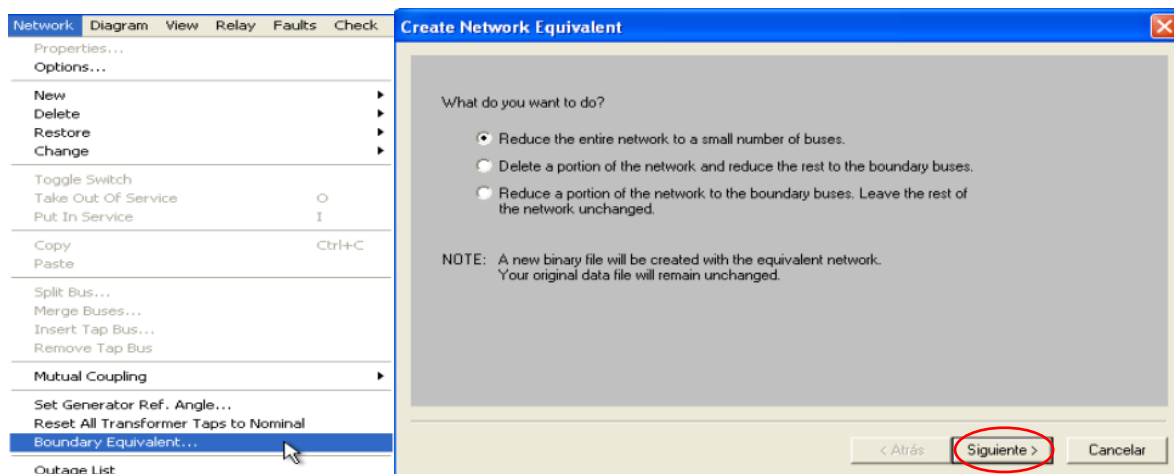 Network Diagram View Relay Faults Check
Properties...
Options...
New
Delete
Restore
Change
Toggle Switch
Take Out Of Service O
Put In Service I
Copy Ctrl+C
Paste
Split Bus...
Merge Buses...
Insert Tap Bus...
Remove Tap Bus
Mutual Coupling
Set Generator Ref. Angle...
Reset All Transformer Taps to Nominal
Boundary Equivalent...
Outage List
Create Network Equivalent
What do you want to do?
Reduce the entire network to a small number of buses.
Delete a portion of the network and reduce the rest to the boundary buses.
Reduce a portion of the network to the boundary buses. Leave the rest of
the network unchanged.
NOTE: A new binary file will be created with the equivalent network.
Your original data file will remain unchanged.
< Atrás Siguiente > Cancelar